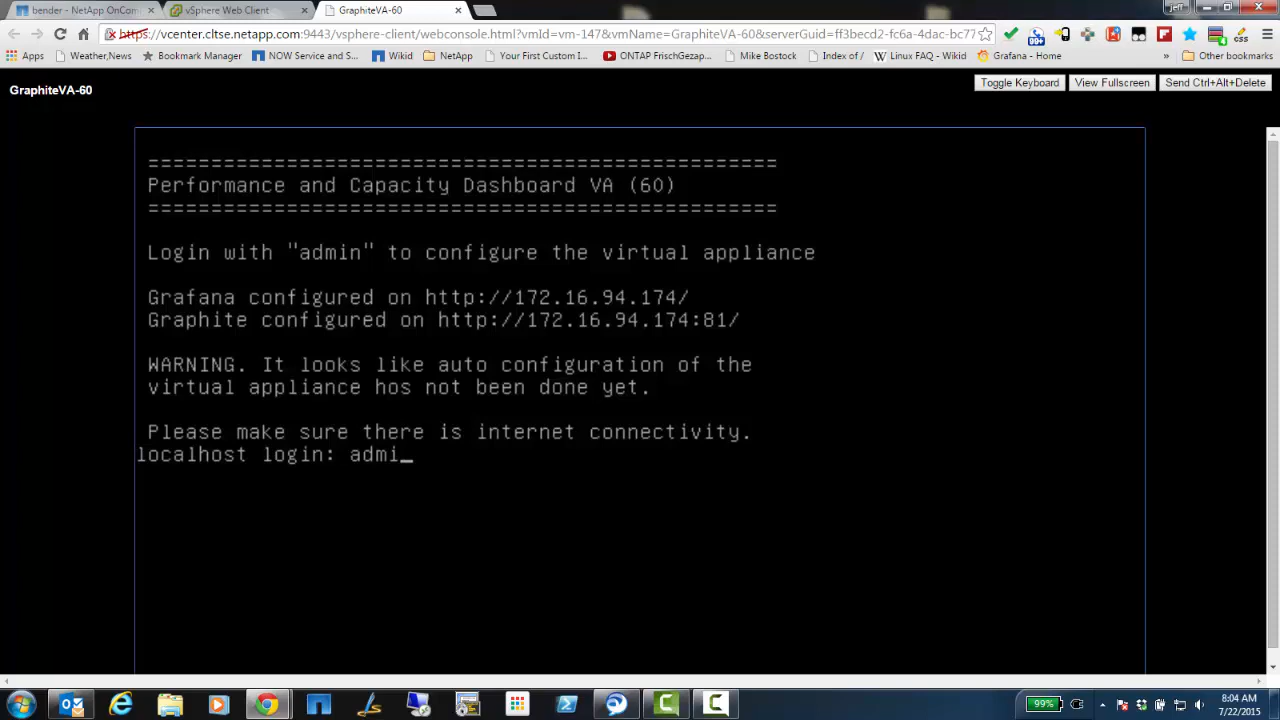 bender - NetApp OnCom
vSphere Web Client
GraphiteVA-60
jeff
https://vcenter.cltse.netapp.com:9443/vsphere-client/webconsole.html?vmId=vm-147&vmName=GraphiteVA-60&serverGuid=ff3becd2-fc6a-4dad-bc77
99+
4
css
Apps
Weather,News
Bookmark Manager
NOW Service and S...
Wikid
NetApp
Your First Custom I...
ONTAP FrischGezap...
Mike Bostock
Index of /
Linux FAQ - Wikid
Grafana - Home
»
Other bookmarks
GraphiteVA-60
Toggle Keyboard
View Fullscreen
Send Ctrl+Alt+Delete
==================================================
Performance and Capacity Dashboard VA (60)
==================================================
Login with "admin" to configure the virtual appliance
Grafana configured on http://172.16.94.174/
Graphite configured on http://172.16.94.174:81/
WARNING. It looks like auto configuration of the
virtual appliance hos not been done yet.
Please make sure there is internet connectivity.
localhost login: admi_
99%
8:04 AM
7/22/2015